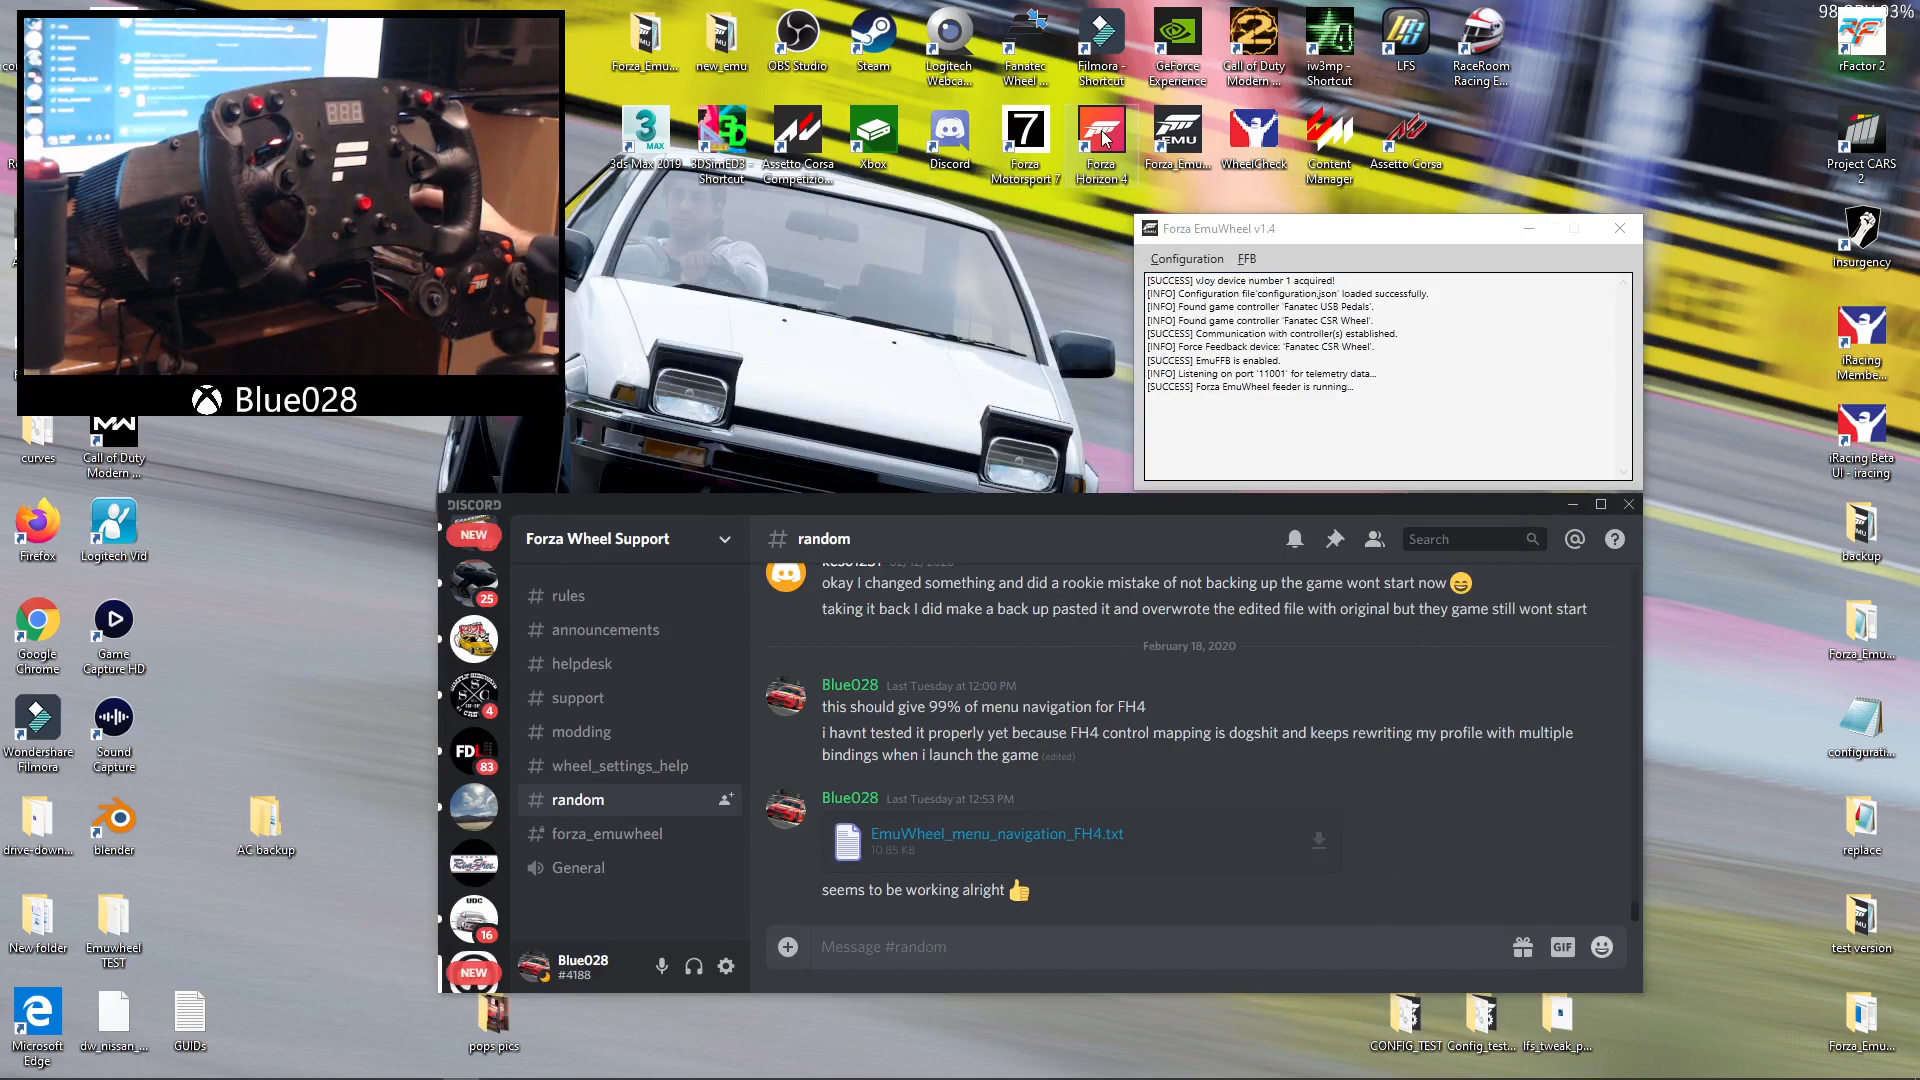 98 CPU 93%
Blue028
Forza_Emu...
new_emu
OBS Studio
Steam
Logitech
Webca...
Fanatec
Wheel ...
Filmora -
Shortcut
GeForce
Experience
Call of Duty
Modern ...
iw3mp -
Shortcut
LFS
RaceRoom
Racing E...
rFactor 2
3ds Max 2019
3DSimED3 -
Shortcut
Assetto Corsa
Competizio...
Xbox
Discord
Forza
Motorsport 7
Forza
Horizon 4
Forza_Emu...
WheelCheck
Content
Manager
Assetto Corsa
Project CARS
2
Insurgency
iRacing
Membe...
iRacing Beta
UI - iracing
backup
Forza_Emu...
configurati...
replace
test version
Forza_Emu...
Forza EmuWheel v1.4
Configuration FFB
[SUCCESS] vJoy device number 1 acquired!
[INFO] Configuration file'configuration.json' loaded successfully.
[INFO] Found game controller 'Fanatec USB Pedals'.
[INFO] Found game controller 'Fanatec CSR Wheel'.
[SUCCESS] Communication with controller(s) established.
[INFO] Force Feedback device: 'Fanatec CSR Wheel'.
[SUCCESS] EmuFFB is enabled.
[INFO] Listening on port '11001' for telemetry data...
[SUCCESS] Forza EmuWheel feeder is running...
curves
Call of Duty
Modern ...
Firefox
Logitech Vid
Google
Chrome
Game
Capture HD
Wondershare
Filmora
Sound
Capture
drive-down...
blender
AC backup
New folder
Emuwheel
TEST
Microsoft
Edge
dw_nissan_...
GUIDs
pops pics
CONFIG_TEST
Config_test...
lfs_tweak_p...
DISCORD
NEW
25
4
FDL
83
UDC
16
NEW
Forza Wheel Support
# rules
# announcements
# helpdesk
# support
# modding
# wheel_settings_help
# random
# forza_emuwheel
General
Blue028
#4188
# random
Search
okay I changed something and did a rookie mistake of not backing up the game wont start now 😄
taking it back I did make a back up pasted it and overwrote the edited file with original but they game still wont start
February 18, 2020
Blue028 Last Tuesday at 12:00 PM
this should give 99% of menu navigation for FH4
i havnt tested it properly yet because FH4 control mapping is dogshit and keeps rewriting my profile with multiple
bindings when i launch the game (edited)
Blue028 Last Tuesday at 12:53 PM
EmuWheel_menu_navigation_FH4.txt
10.85 KB
seems to be working alright 👍
Message #random
GIF